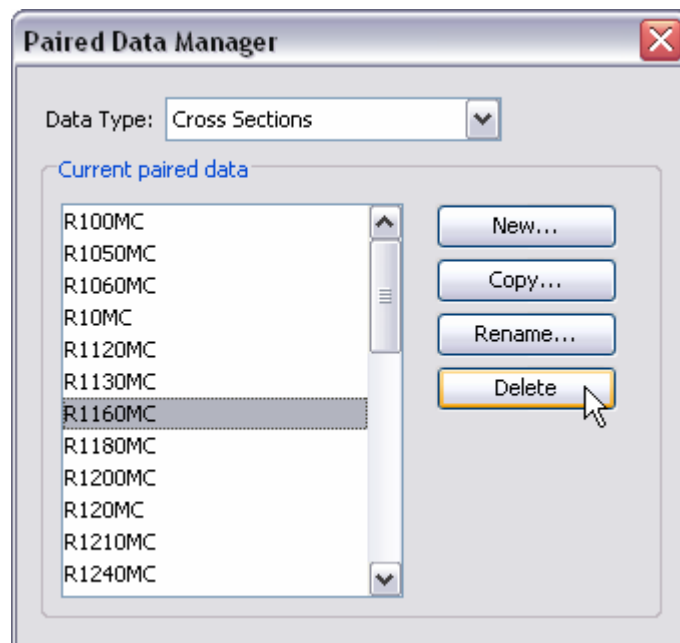 Paired Data Manager
Data Type: Cross Sections
Current paired data
R100MC
R1050MC
R1060MC
R10MC
R1120MC
R1130MC
R1160MC
R1180MC
R1200MC
R120MC
R1210MC
R1240MC
New...
Copy...
Rename...
Delete